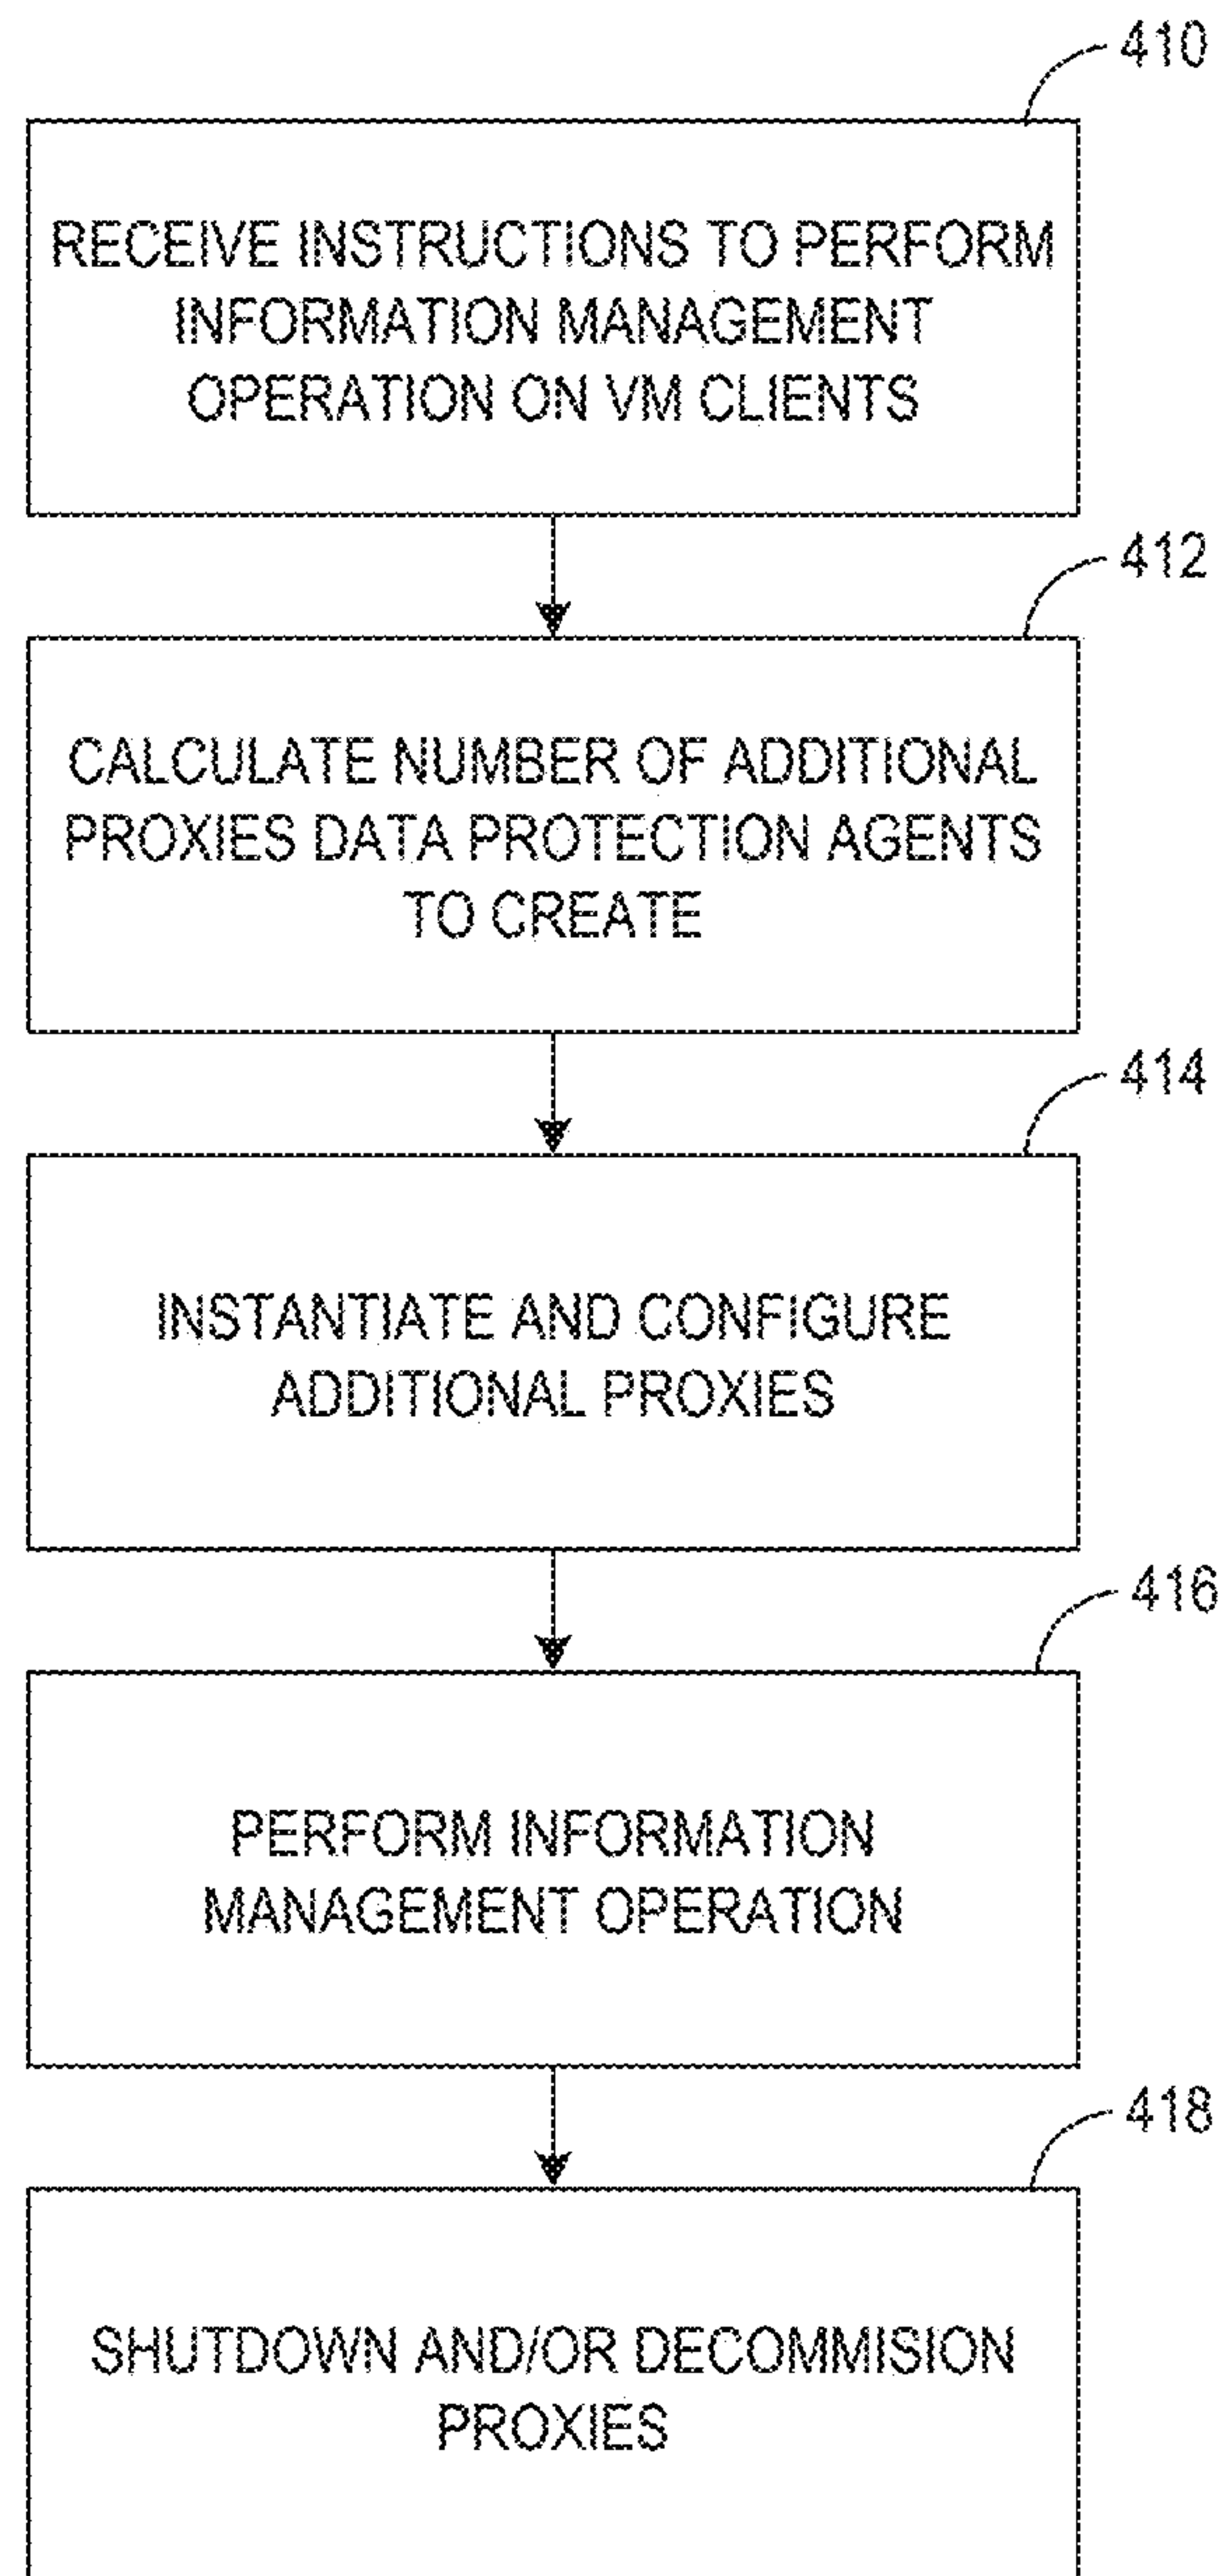 410
RECEIVE INSTRUCTIONS TO PERFORM
INFORMATION MANAGEMENT
OPERATION ON VM CLIENTS
412
CALCULATE NUMBER OF ADDITIONAL
PROXIES DATA PROTECTION AGENTS
TO CREATE
414
INSTANTIATE AND CONFIGURE
ADDITIONAL PROXIES
416
PERFORM INFORMATION
MANAGEMENT OPERATION
418
SHUTDOWN AND/OR DECOMMISION
PROXIES